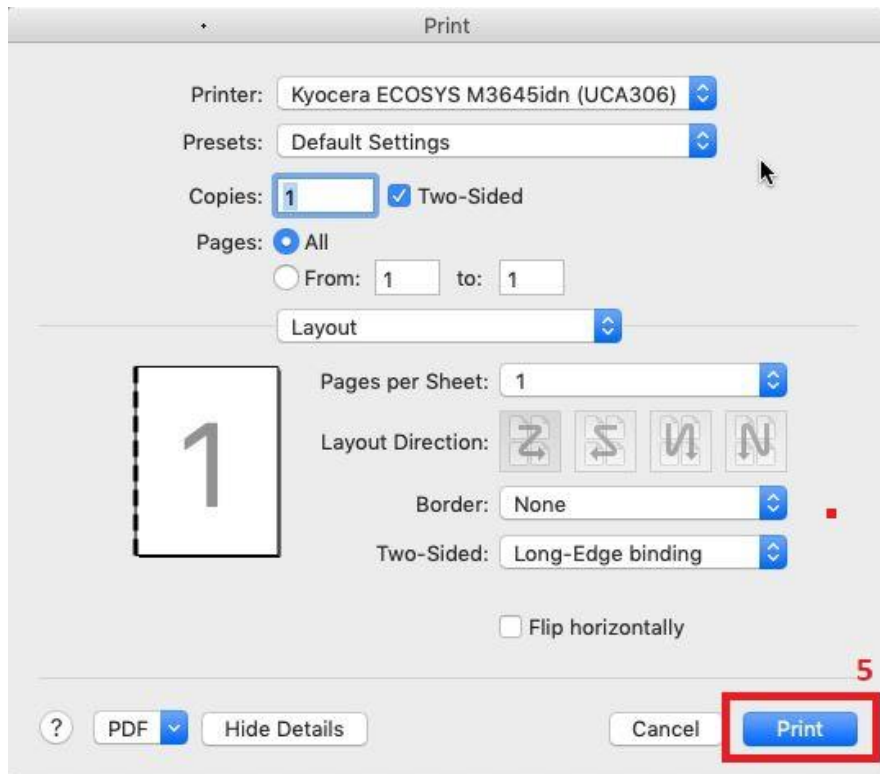 Print
Printer: Kyocera ECOSYS M3645idn (UCA306)
Presets: Default Settings
Copies: 1 Two-Sided
Pages: All
From: 1 to: 1
Layout
1
Pages per Sheet: 1
Layout Direction:
Border: None
Two-Sided: Long-Edge binding
Flip horizontally
5
? PDF Hide Details Cancel Print